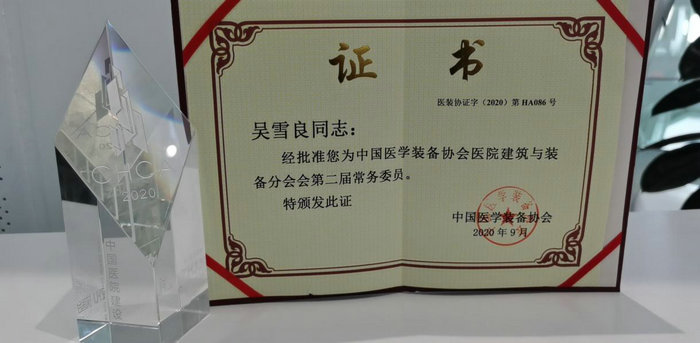 证 书
医装协证字（2020）第HA086号
吴雪良同志：
经批准您为中国医学装备协会医院建筑与装
备分会会第二届常务委员。
特颁发此证
中国医学装备协会
2020年9月
CHCC
2020
中国医院建设